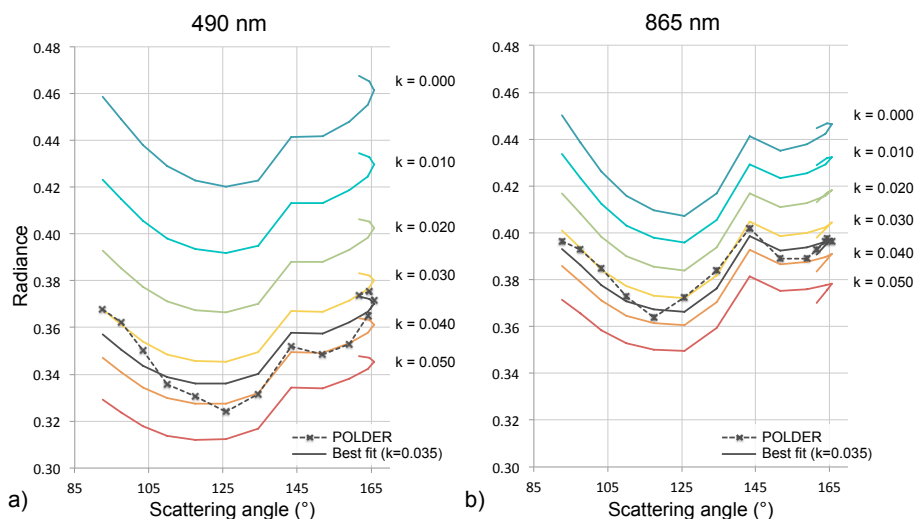 490 nm
865 nm
0.48
0.46
0.44
0.42
0.40
0.38
0.36
0.34
0.32
0.30
Radiance
k = 0.000
k = 0.010
k = 0.020
k = 0.030
k = 0.040
k = 0.050
POLDER
Best fit (k=0.035)
85
105
125
145
165
Scattering angle (°)
a)
0.48
0.46
0.44
0.42
0.40
0.38
0.36
0.34
0.32
0.30
k = 0.000
k = 0.010
k = 0.020
k = 0.030
k = 0.040
k = 0.050
POLDER
Best fit (k=0.035)
85
105
125
145
165
Scattering angle (°)
b)